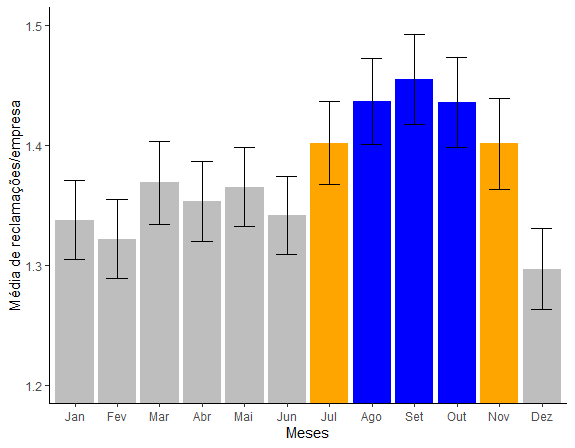 Média de reclamações/empresa
1.5
1.4
1.3
1.2
Jan Fev Mar Abr Mai Jun Jul Ago Set Out Nov Dez
Meses